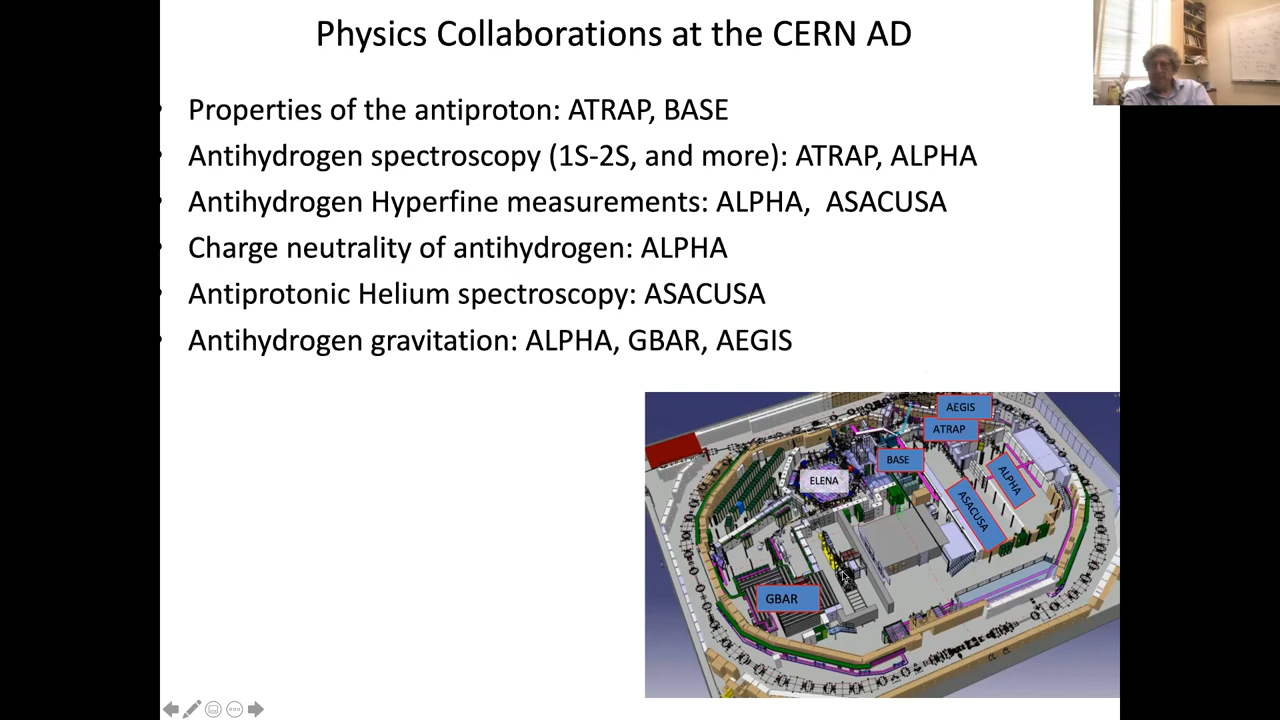 Physics Collaborations at the CERN AD
• Properties of the antiproton: ATRAP, BASE
• Antihydrogen spectroscopy (1S-2S, and more): ATRAP, ALPHA
• Antihydrogen Hyperfine measurements: ALPHA, ASACUSA
• Charge neutrality of antihydrogen: ALPHA
• Antiprotonic Helium spectroscopy: ASACUSA
• Antihydrogen gravitation: ALPHA, GBAR, AEGIS
AEGIS
ATRAP
BASE
ELENA
ALPHA
ASACUSA
GBAR